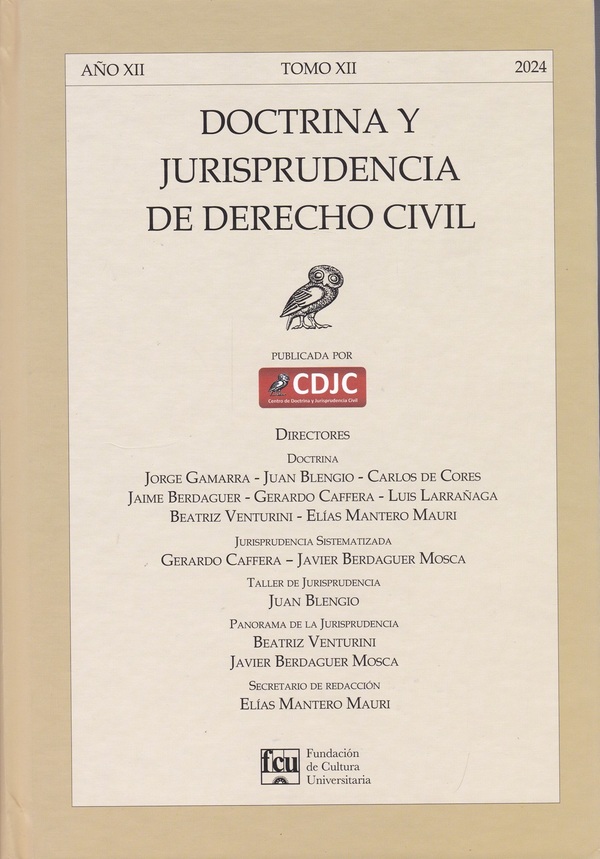 AÑO XII TOMO XII 2024
DOCTRINA Y
JURISPRUDENCIA
DE DERECHO CIVIL
PUBLICADA POR
CDJC
Centro de Doctrina y Jurisprudencia Civil
DIRECTORES
DOCTRINA
JORGE GAMARRA - JUAN BLENGIO - CARLOS DE CORES
JAIME BERDAGUER - GERARDO CAFFERA - LUIS LARRAÑAGA
BEATRIZ VENTURINI - ELÍAS MANTERO MAURI
JURISPRUDENCIA SISTEMATIZADA
GERARDO CAFFERA – JAVIER BERDAGUER MOSCA
TALLER DE JURISPRUDENCIA
JUAN BLENGIO
PANORAMA DE LA JURISPRUDENCIA
BEATRIZ VENTURINI
JAVIER BERDAGUER MOSCA
SECRETARIO DE REDACCIÓN
ELÍAS MANTERO MAURI
fcu
Fundación
de Cultura
Universitaria